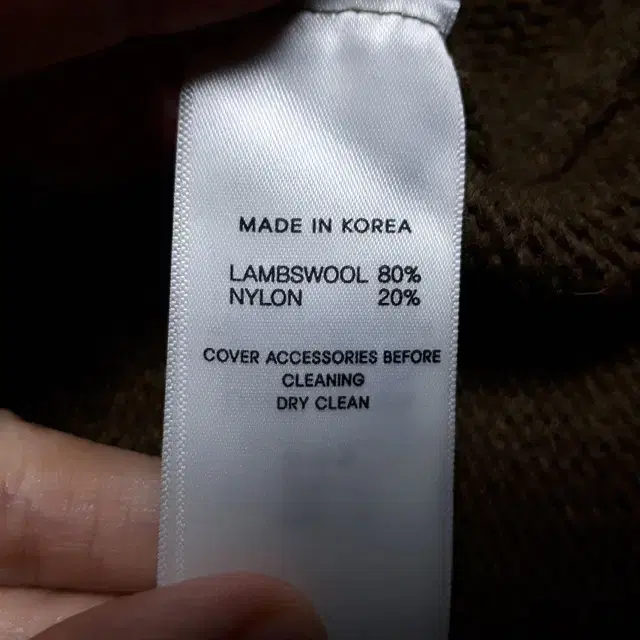 MADE IN KOREA
LAMBSWOOL 80%
NYLON 20%
COVER ACCESSORIES BEFORE
CLEANING
DRY CLEAN